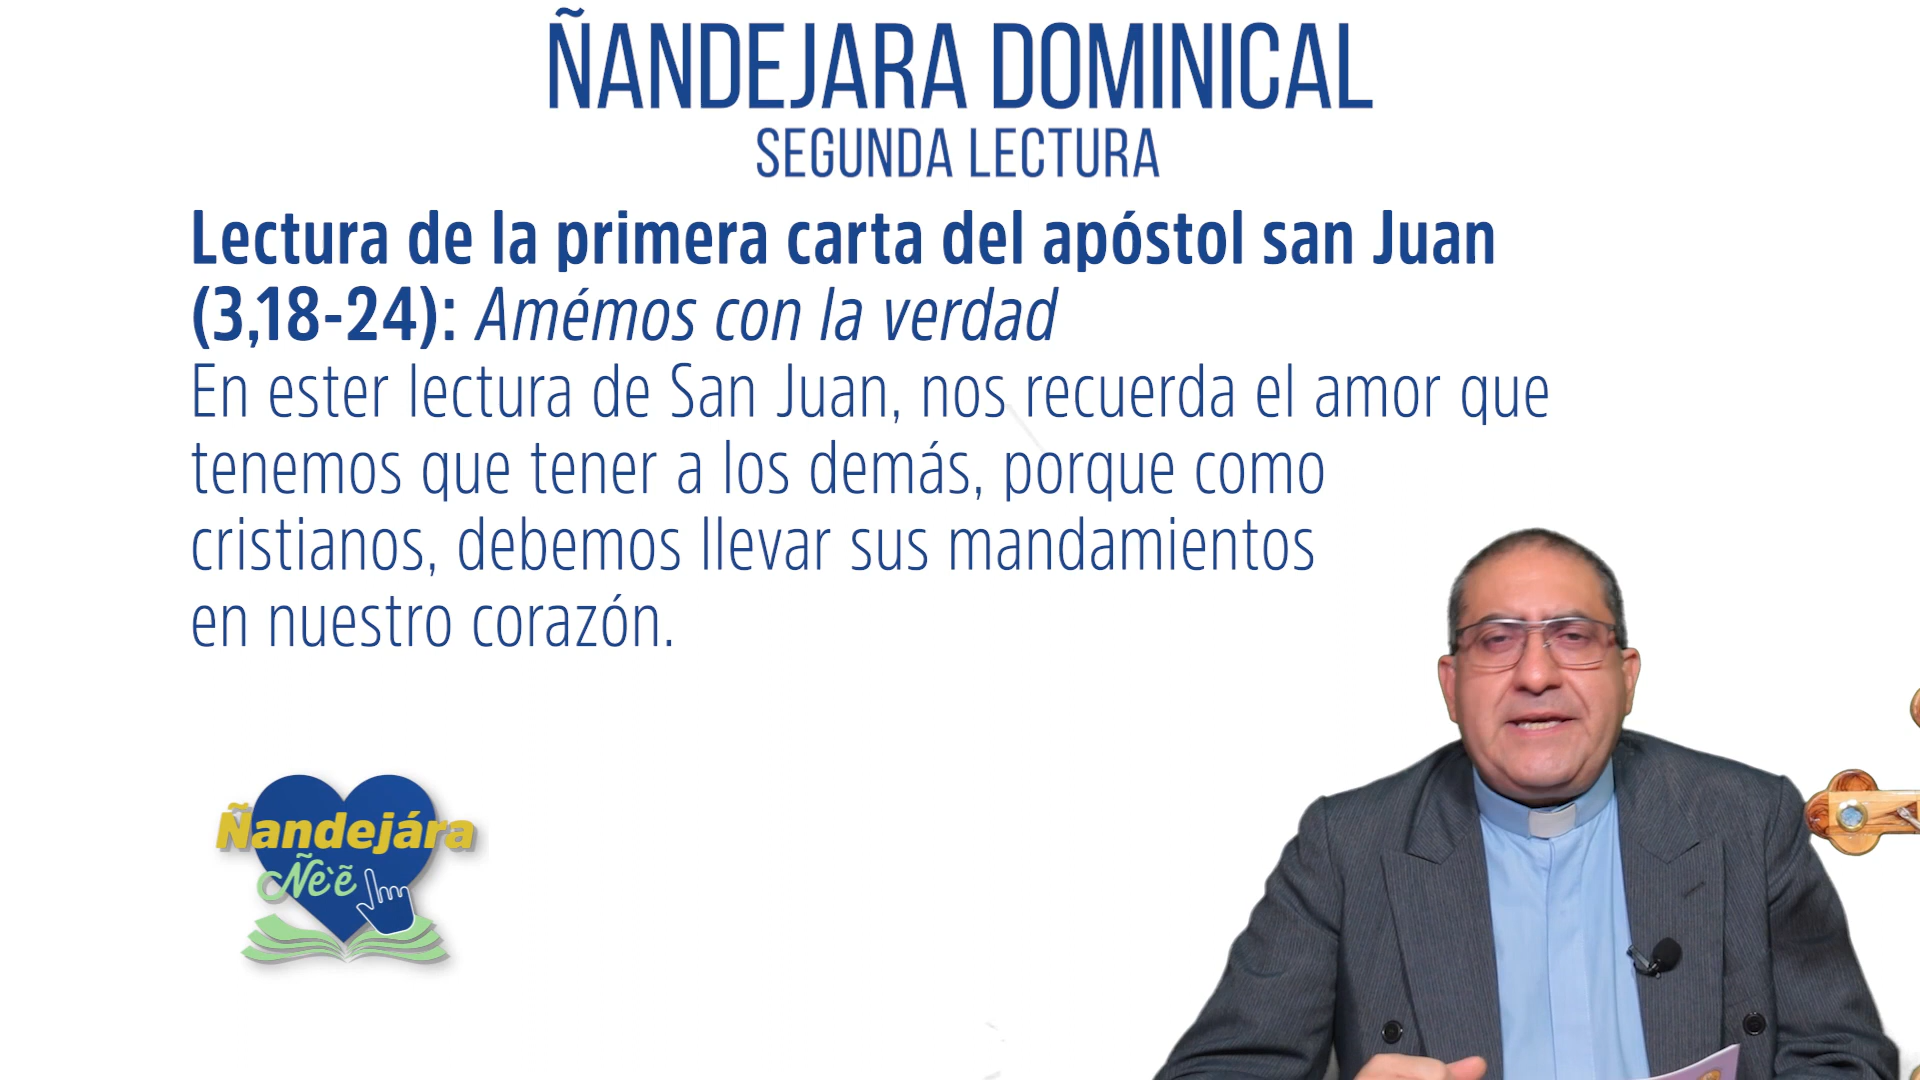 ÑANDEJARA DOMINICAL
SEGUNDA LECTURA
Lectura de la primera carta del apóstol san Juan
(3,18-24): Amémos con la verdad
En ester lectura de San Juan, nos recuerda el amor que
tenemos que tener a los demás, porque como
cristianos, debemos llevar sus mandamientos
en nuestro corazón.
Ñandejára
Ñe'ẽ